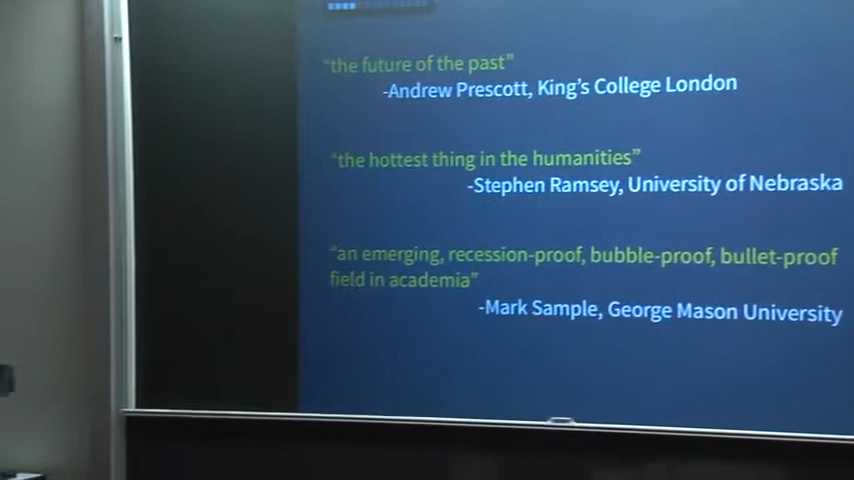 “the future of the past”
-Andrew Prescott, King’s College London
“the hottest thing in the humanities”
-Stephen Ramsey, University of Nebraska
“an emerging, recession-proof, bubble-proof, bullet-proof
field in academia”
-Mark Sample, George Mason University